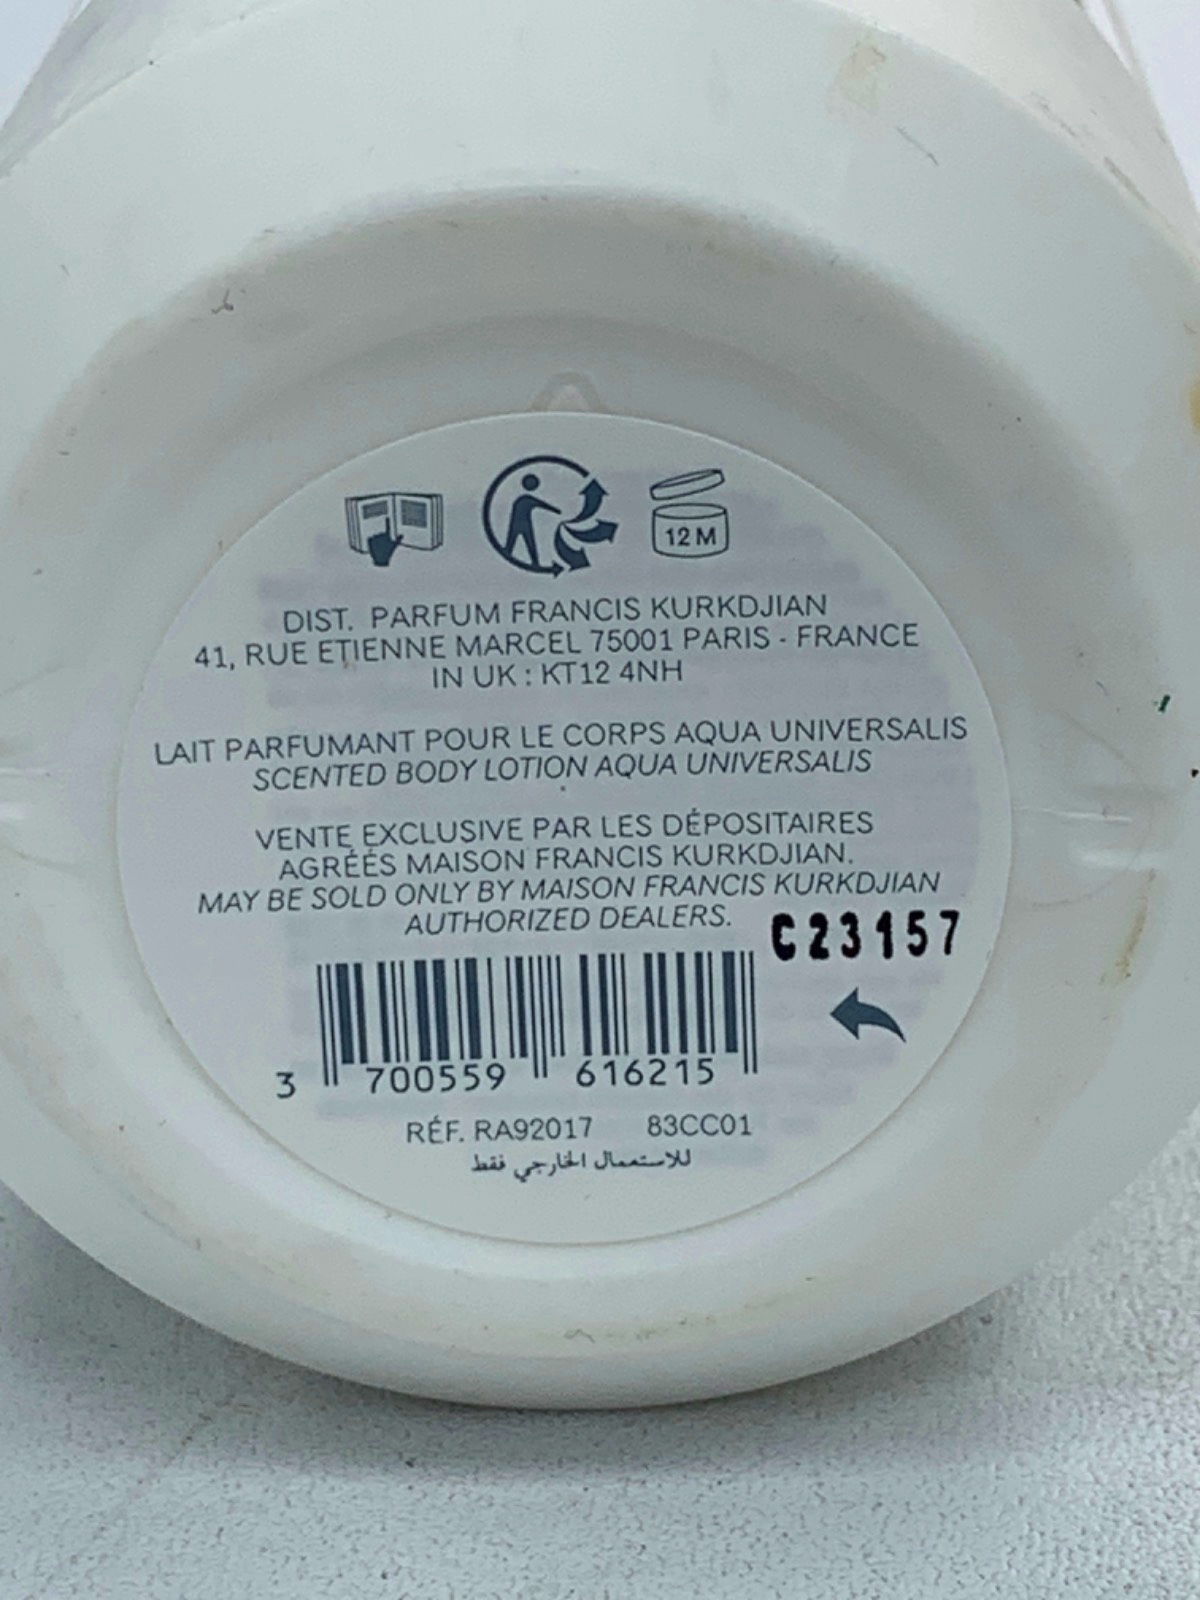 12 M
DIST. PARFUM FRANCIS KURKDJIAN
41, RUE ETIENNE MARCEL 75001 PARIS - FRANCE
IN UK : KT12 4NH
LAIT PARFUMANT POUR LE CORPS AQUA UNIVERSALIS
SCENTED BODY LOTION AQUA UNIVERSALIS
VENTE EXCLUSIVE PAR LES DÉPOSITAIRES
AGRÉÉS MAISON FRANCIS KURKDJIAN.
MAY BE SOLD ONLY BY MAISON FRANCIS KURKDJIAN
AUTHORIZED DEALERS.
C23157
3 700559 616215
RÉF. RA92017 83CC01
للاستعمال الخارجي فقط